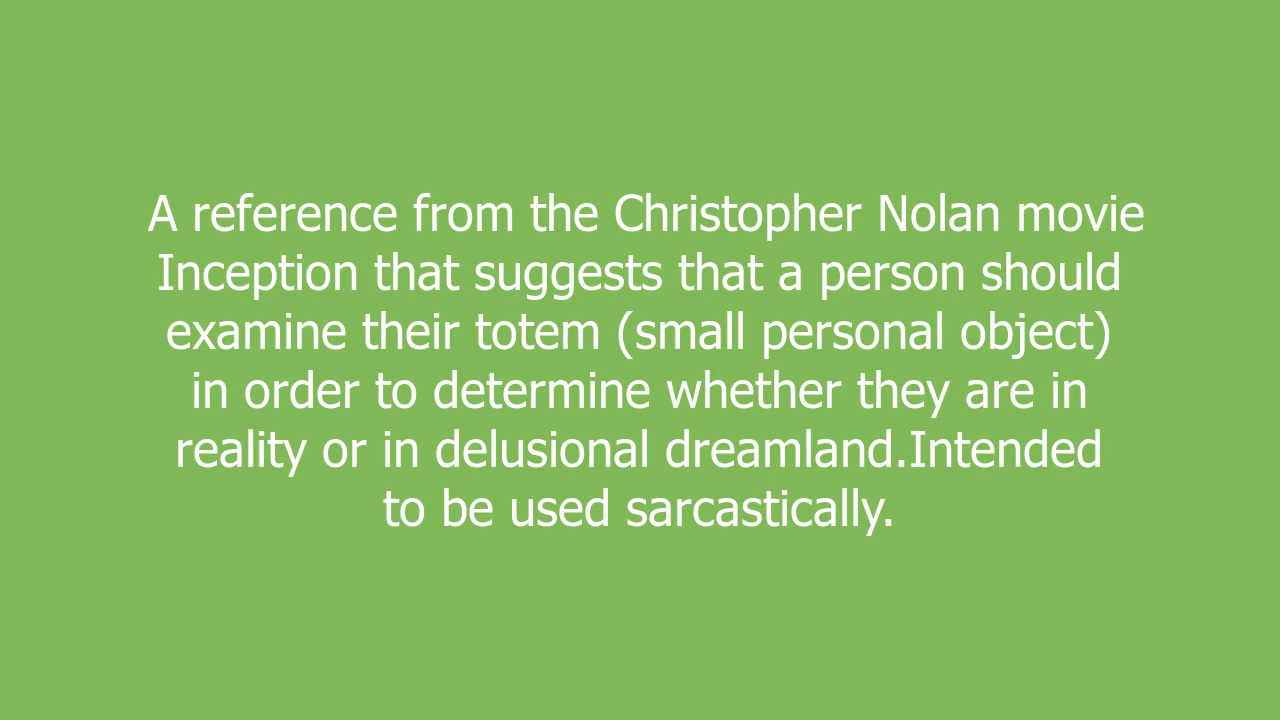 A reference from the Christopher Nolan movie
Inception that suggests that a person should
examine their totem (small personal object)
in order to determine whether they are in
reality or in delusional dreamland.Intended
to be used sarcastically.